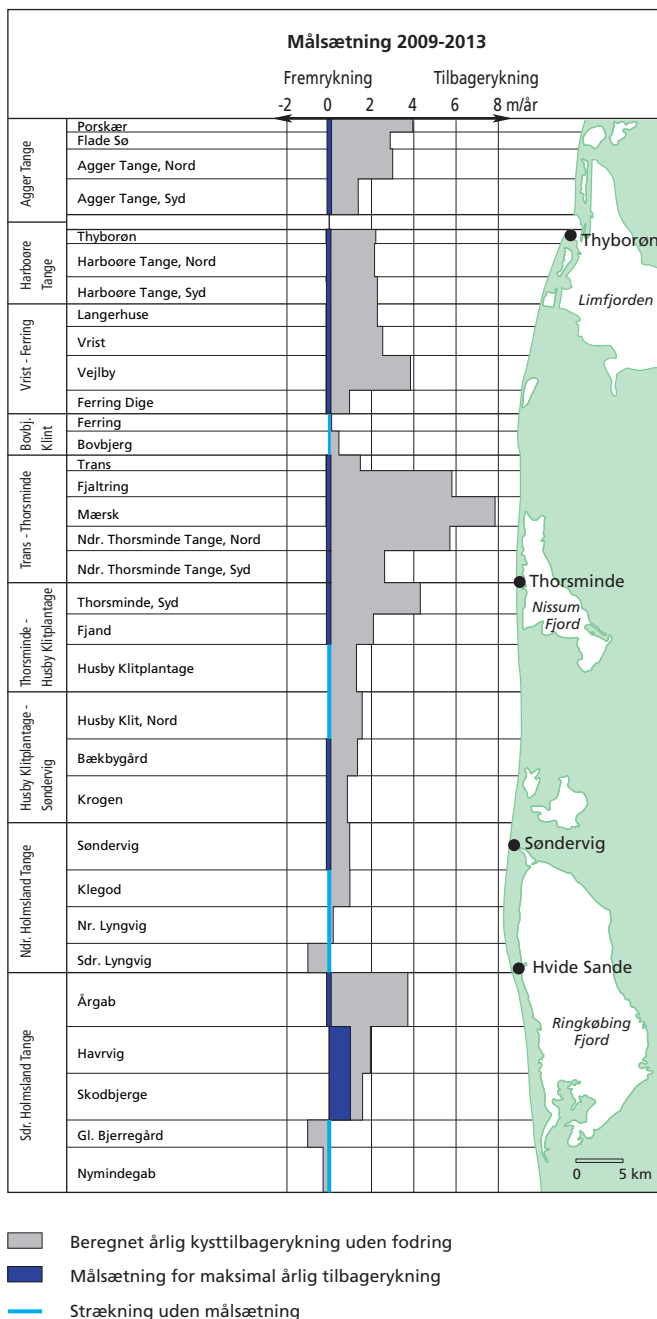 Målsætning 2009-2013
Fremrykning
Tilbagerykning
-2 0 2 4 6 8 m/år
Agger Tange
Porskær
Flade Sø
Agger Tange, Nord
Agger Tange, Syd
Harboøre
Tange
Thyborøn
Harboøre Tange, Nord
Harboøre Tange, Syd
Vrist - Ferring
Langerhuse
Vrist
Vejlby
Ferring Dige
Bovbj.
Klint
Ferring
Bovbjerg
Trans - Thorsminde
Trans
Fjaltring
Mærsk
Ndr. Thorsminde Tange, Nord
Ndr. Thorsminde Tange, Syd
Thorsminde -
Husby Klitplantage
Thorsminde, Syd
Fjand
Husby Klitplantage
Husby Klitplantage -
Søndervig
Husby Klit, Nord
Bækbygård
Krogen
Ndr. Holmsland Tange
Søndervig
Klegod
Nr. Lyngvig
Sdr. Lyngvig
Sdr. Holmsland Tange
Årgab
Havrvig
Skodbjerge
Gl. Bjerregård
Nymindegab
Thyborøn
Limfjorden
Thorsminde
Nissum
Fjord
Søndervig
Hvide Sande
Ringkøbing
Fjord
0 5 km
Beregnet årlig kysttilbagerykning uden fodring
Målsætning for maksimal årlig tilbagerykning
Strækning uden målsætning